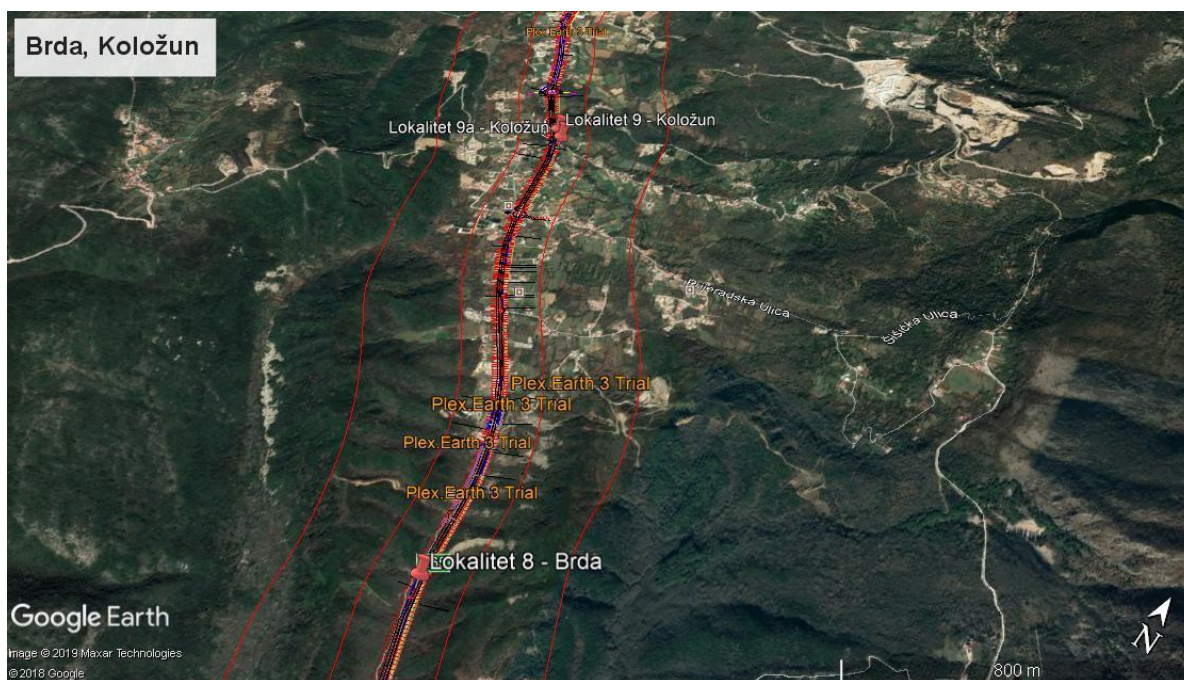 Brda, Koložun
Plex.Earth 3 Trial
Lokalitet 9a - Koložun
Lokalitet 9 - Koložun
Šišićka Ulica
Plex.Earth 3 Trial
Plex.Earth 3 Trial
Plex.Earth 3 Trial
Plex.Earth 3 Trial
Lokalitet 8 - Brda
Google Earth
Image © 2019 Maxar Technologies
© 2018 Google
N
800 m